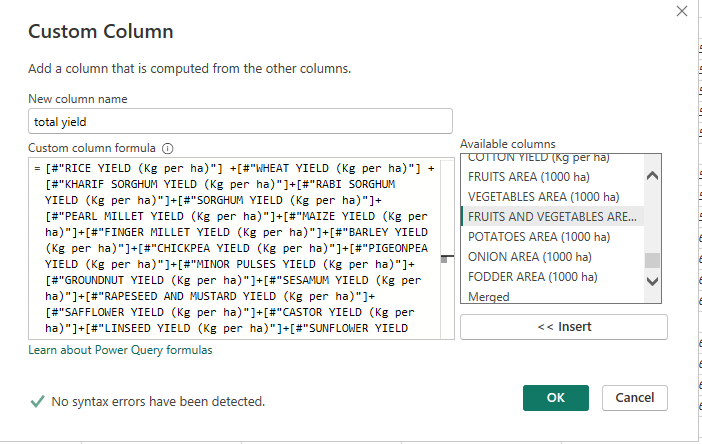 Custom Column
Add a column that is computed from the other columns.
New column name
total yield
Custom column formula
Available columns
= [#"RICE YIELD (Kg per ha)"] +[#"WHEAT YIELD (Kg per ha)"] +
[#"KHARIF SORGHUM YIELD (Kg per ha)"]+[#"RABI SORGHUM
YIELD (Kg per ha)"]+[#"SORGHUM YIELD (Kg per ha)"]+
[#"PEARL MILLET YIELD (Kg per ha)"]+[#"MAIZE YIELD (Kg per
ha)"]+[#"FINGER MILLET YIELD (Kg per ha)"]+[#"BARLEY YIELD
(Kg per ha)"]+[#"CHICKPEA YIELD (Kg per ha)"]+[#"PIGEONPEA
YIELD (Kg per ha)"]+[#"MINOR PULSES YIELD (Kg per ha)"]+
[#"GROUNDNUT YIELD (Kg per ha)"]+[#"SESAMUM YIELD (Kg per
ha)"]+[#"RAPESEED AND MUSTARD YIELD (Kg per ha)"]+
[#"SAFFLOWER YIELD (Kg per ha)"]+[#"CASTOR YIELD (Kg per
ha)"]+[#"LINSEED YIELD (Kg per ha)"]+[#"SUNFLOWER YIELD
COTTON YIELD (Kg per ha)
FRUITS AREA (1000 ha)
VEGETABLES AREA (1000 ha)
FRUITS AND VEGETABLES ARE...
POTATOES AREA (1000 ha)
ONION AREA (1000 ha)
FODDER AREA (1000 ha)
Merged
<< Insert
Learn about Power Query formulas
No syntax errors have been detected.
OK
Cancel